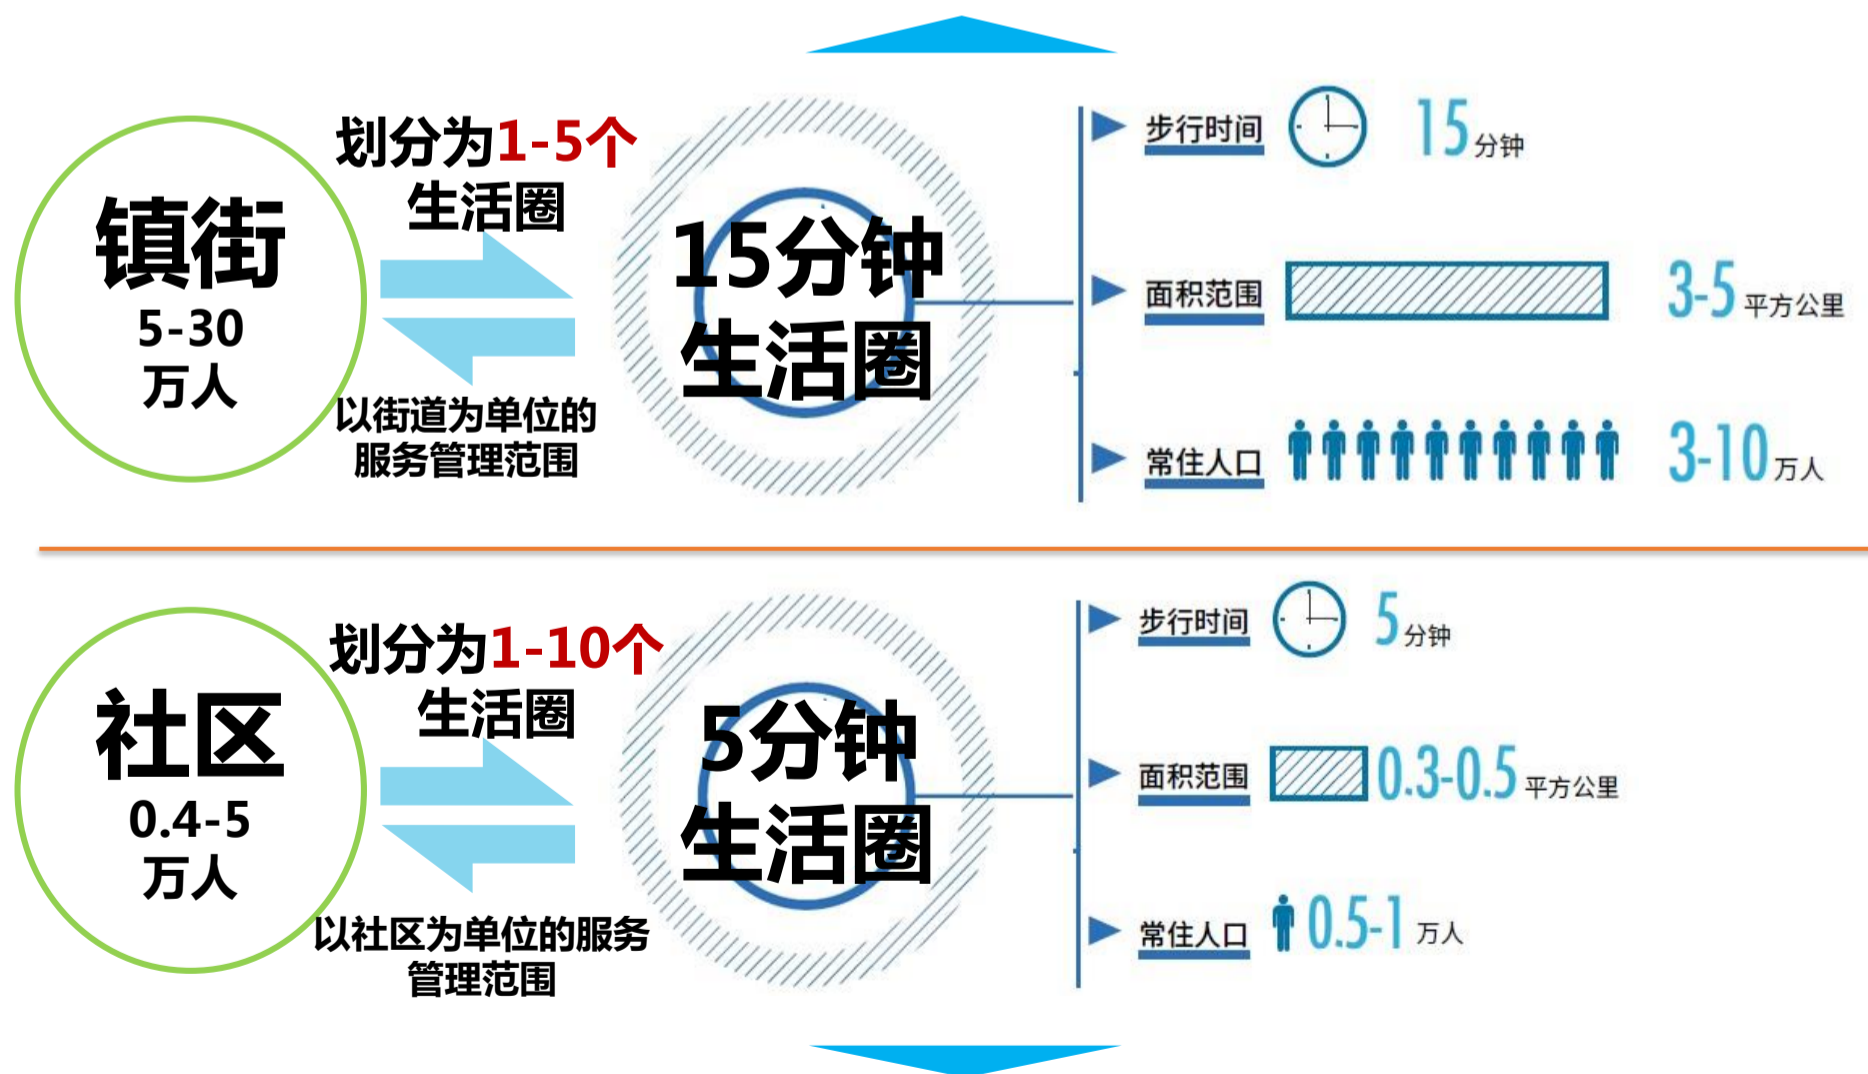 镇街
5-30
万人
划分为1-5个
生活圈
以街道为单位的
服务管理范围
15分钟
生活圈
步行时间 15分钟
面积范围 3-5平方公里
常住人口 3-10万人
社区
0.4-5
万人
划分为1-10个
生活圈
以社区为单位的服务
管理范围
5分钟
生活圈
步行时间 5分钟
面积范围 0.3-0.5平方公里
常住人口 0.5-1万人